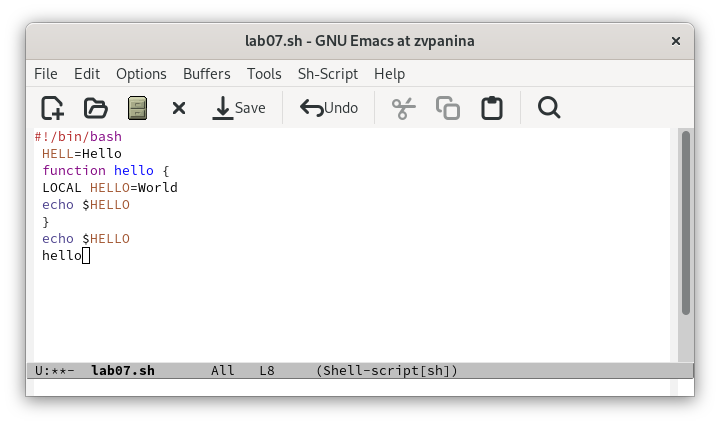 lab07.sh - GNU Emacs at zvpanina
File Edit Options Buffers Tools Sh-Script Help
Save Undo
#!/bin/bash
HELL=Hello
function hello {
LOCAL HELLO=World
echo $HELLO
}
echo $HELLO
hello
U:**- lab07.sh All L8 (Shell-script[sh])